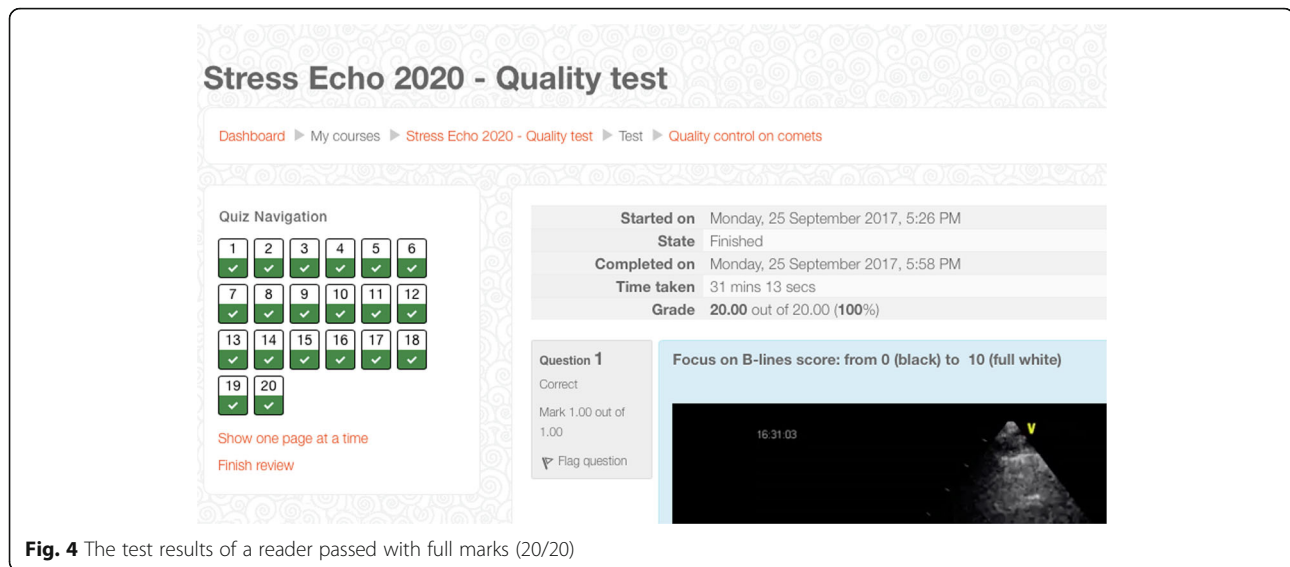 Stress Echo 2020 - Quality test
Dashboard ▶ My courses ▶ Stress Echo 2020 - Quality test ▶ Test ▶ Quality control on comets
Quiz Navigation
1 2 3 4 5 6
7 8 9 10 11 12
13 14 15 16 17 18
19 20
Show one page at a time
Finish review
Started on Monday, 25 September 2017, 5:26 PM
State Finished
Completed on Monday, 25 September 2017, 5:58 PM
Time taken 31 mins 13 secs
Grade 20.00 out of 20.00 (100%)
Question 1
Correct
Mark 1.00 out of
1.00
Flag question
Focus on B-lines score: from 0 (black) to 10 (full white)
16:31:03
V
Fig. 4 The test results of a reader passed with full marks (20/20)